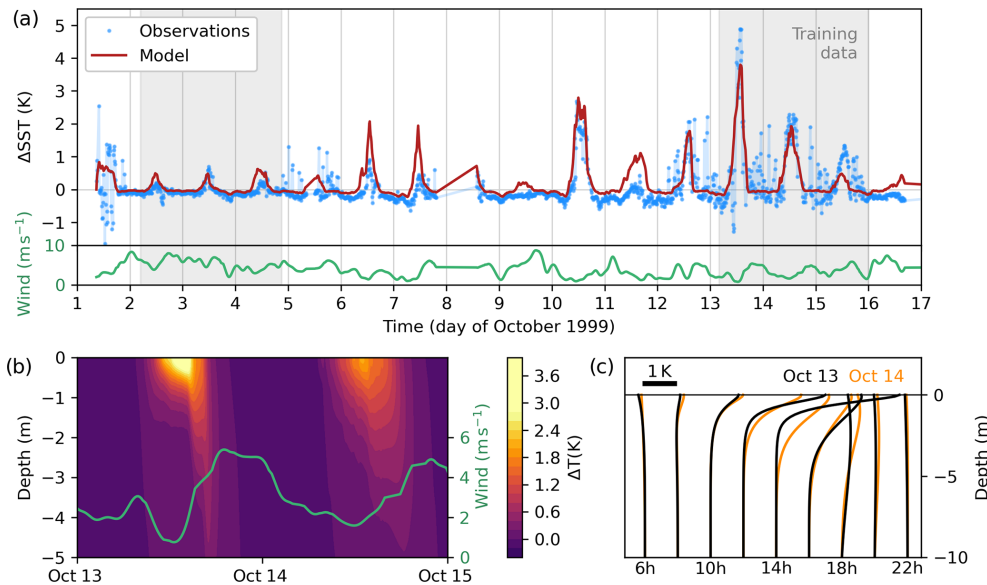 (a)
Observations
Model
Training
data
ΔSST (K)
5
4
3
2
1
0
−1
Wind (ms⁻¹)
10
0
1 2 3 4 5 6 7 8 9 10 11 12 13 14 15 16 17
Time (day of October 1999)
(b)
Depth (m)
0
−1
−2
−3
−4
−5
Oct 13 Oct 14 Oct 15
6
4
2
0
Wind (ms⁻¹)
3.6
3.0
2.4
1.8
1.2
0.6
0.0
ΔT(K)
(c)
1 K
Oct 13 Oct 14
0
−5
−10
Depth (m)
6h 10h 14h 18h 22h